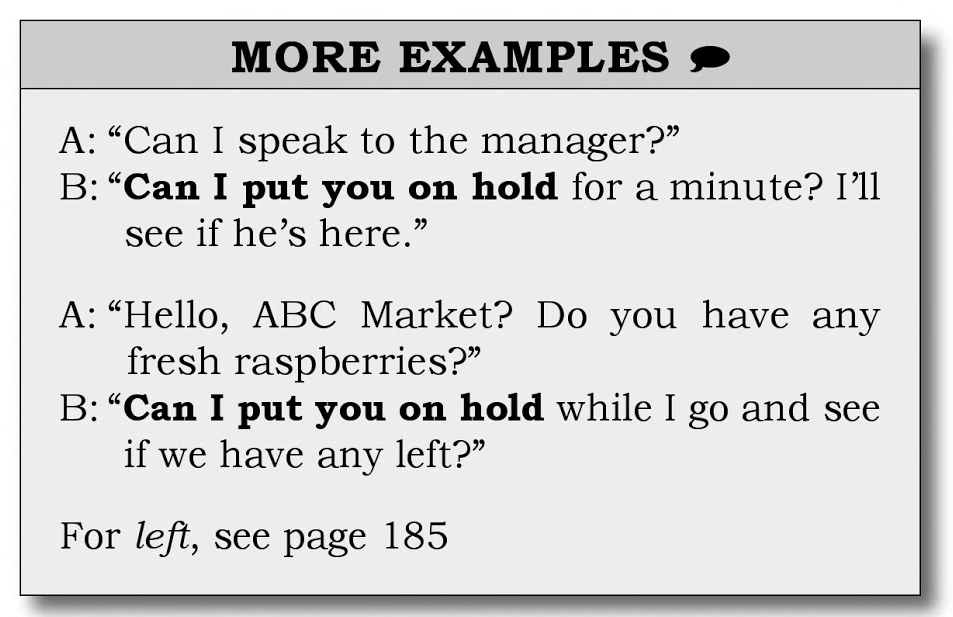 MORE EXAMPLES
A: “Can I speak to the manager?”
B: “Can I put you on hold for a minute? I’ll
see if he’s here.”
A: “Hello, ABC Market? Do you have any
fresh raspberries?”
B: “Can I put you on hold while I go and see
if we have any left?”
For left, see page 185